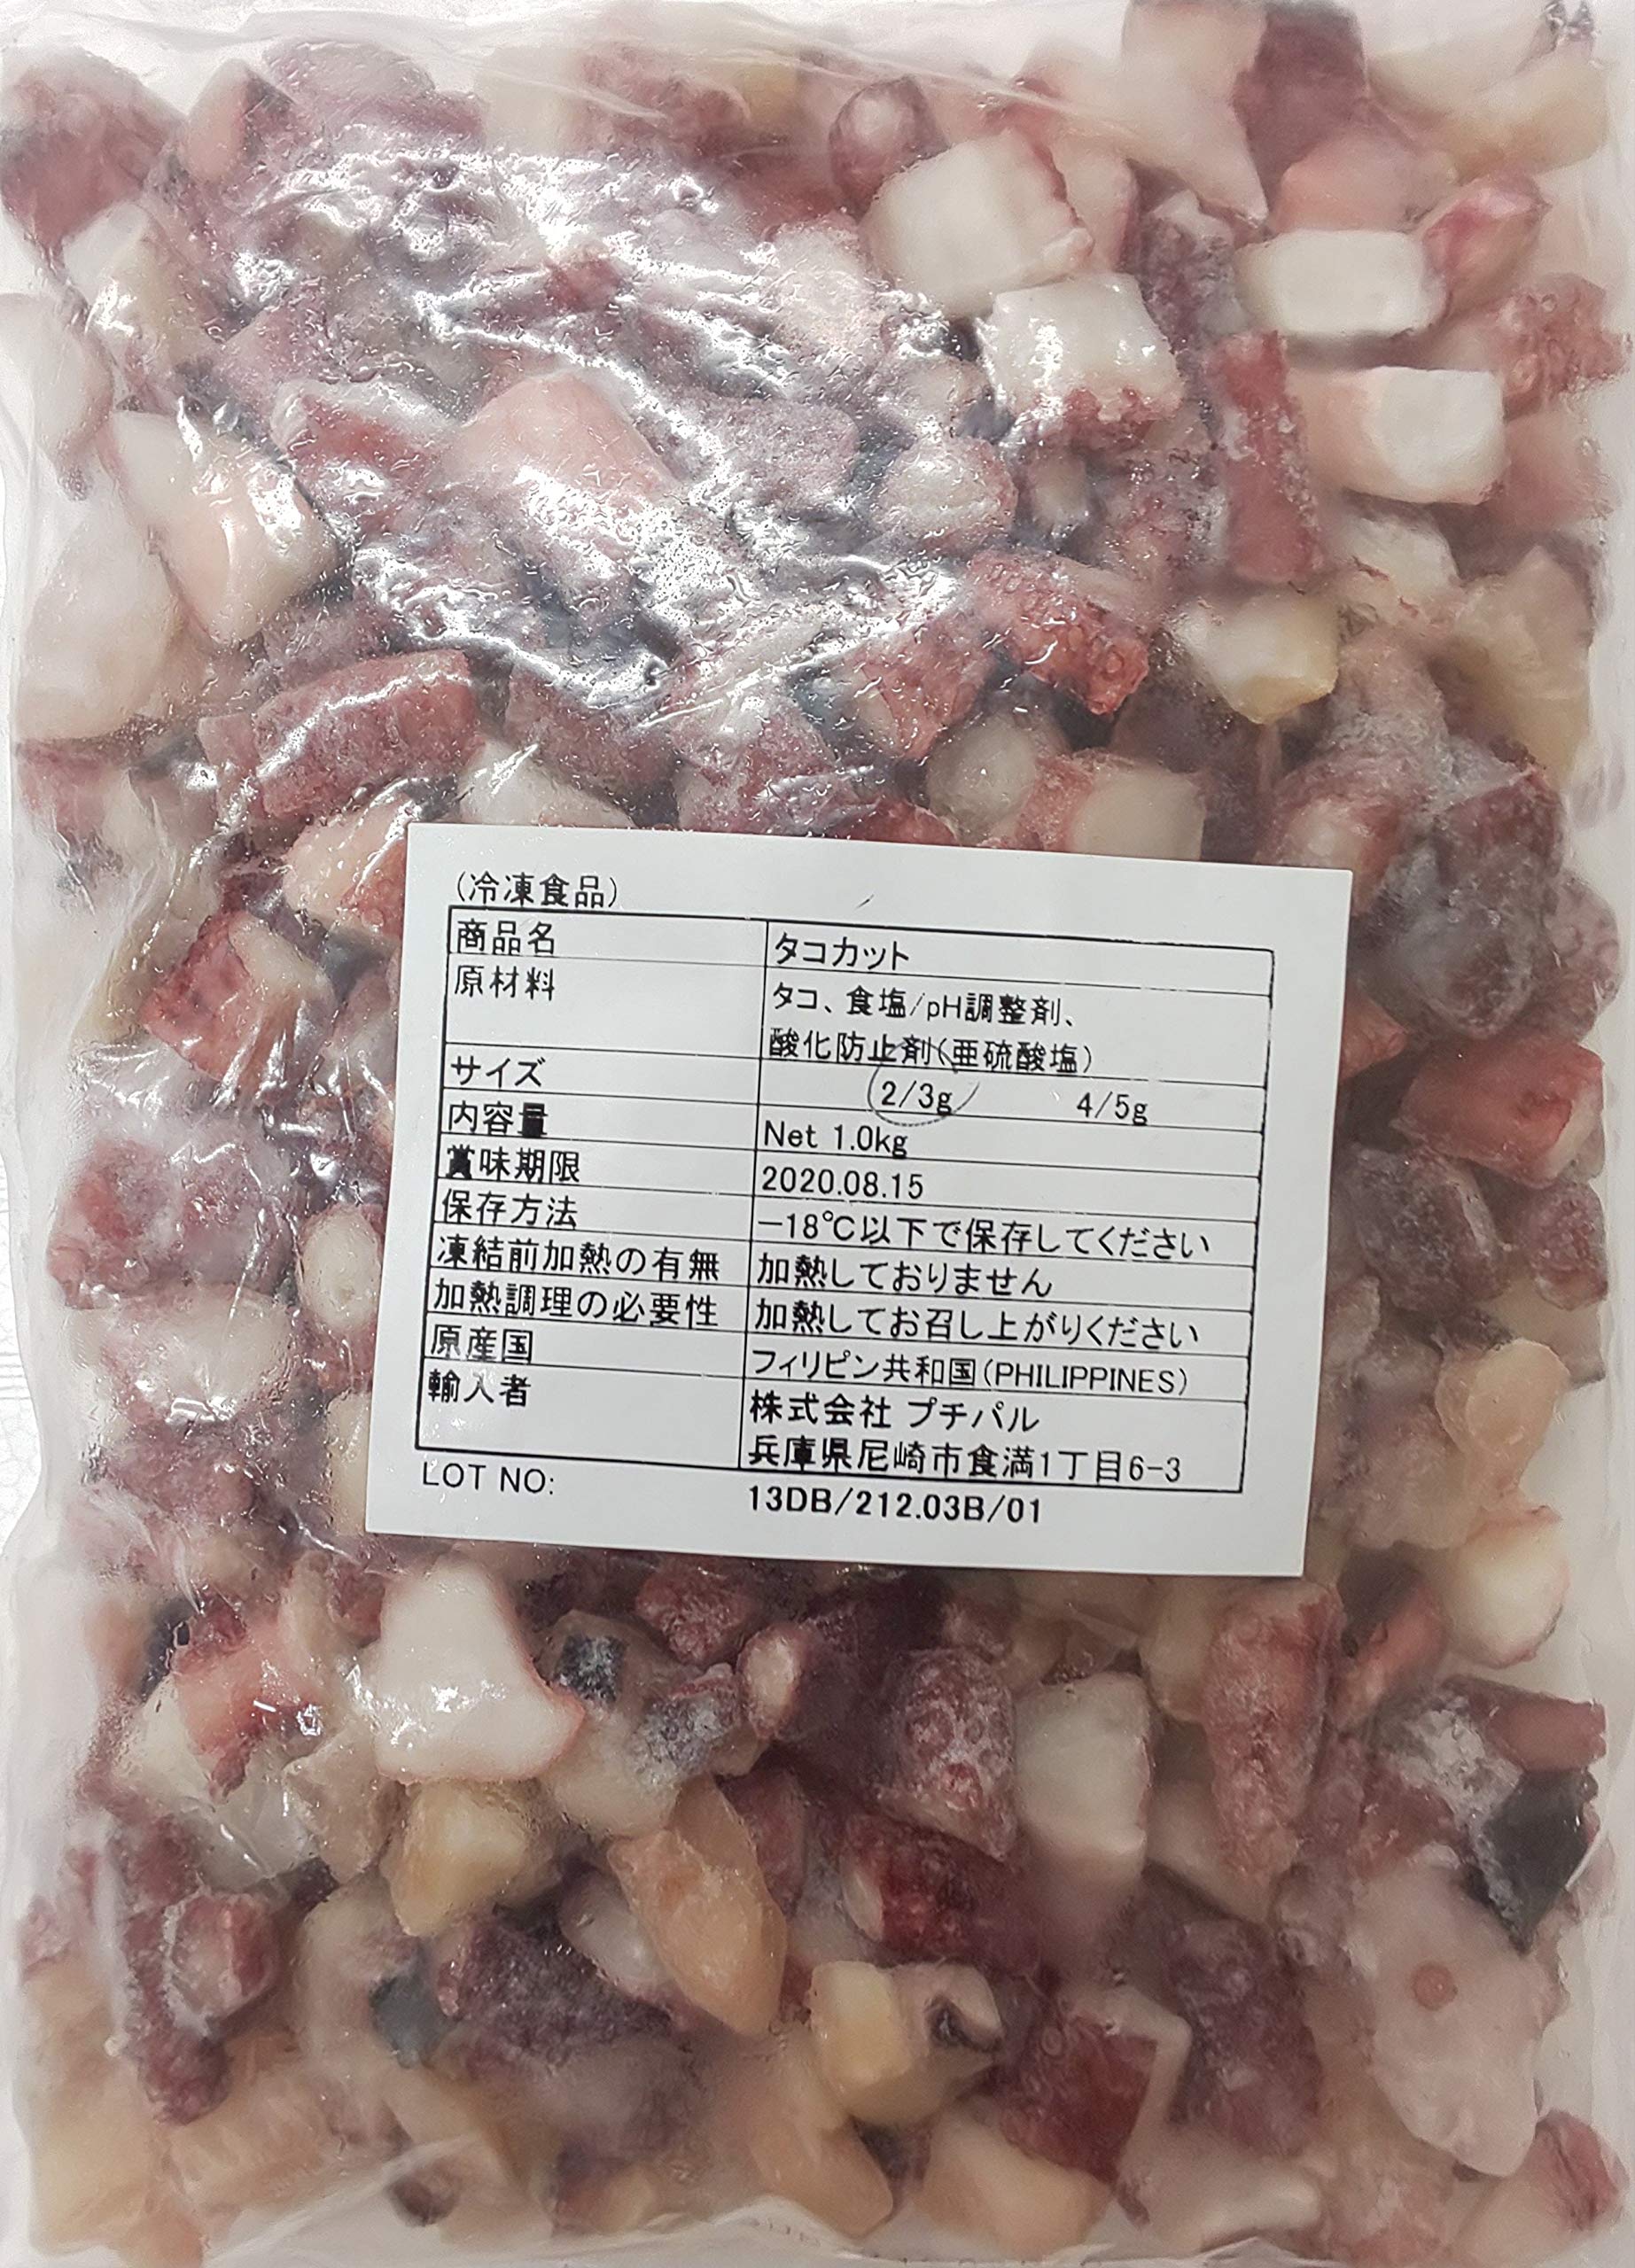 (冷凍食品)
商品名 タコカット
原材料 タコ、食塩/pH調整剤、
酸化防止剤(亜硫酸塩)
サイズ 2/3g 4/5g
内容量 Net 1.0kg
賞味期限 2020.08.15
保存方法 -18℃以下で保存してください
凍結前加熱の有無 加熱しておりません
加熱調理の必要性 加熱してお召し上がりください
原産国 フィリピン共和国(PHILIPPINES)
輸入者 株式会社 プチパル
兵庫県尼崎市食満1丁目6-3
LOT NO: 13DB/212.03B/01